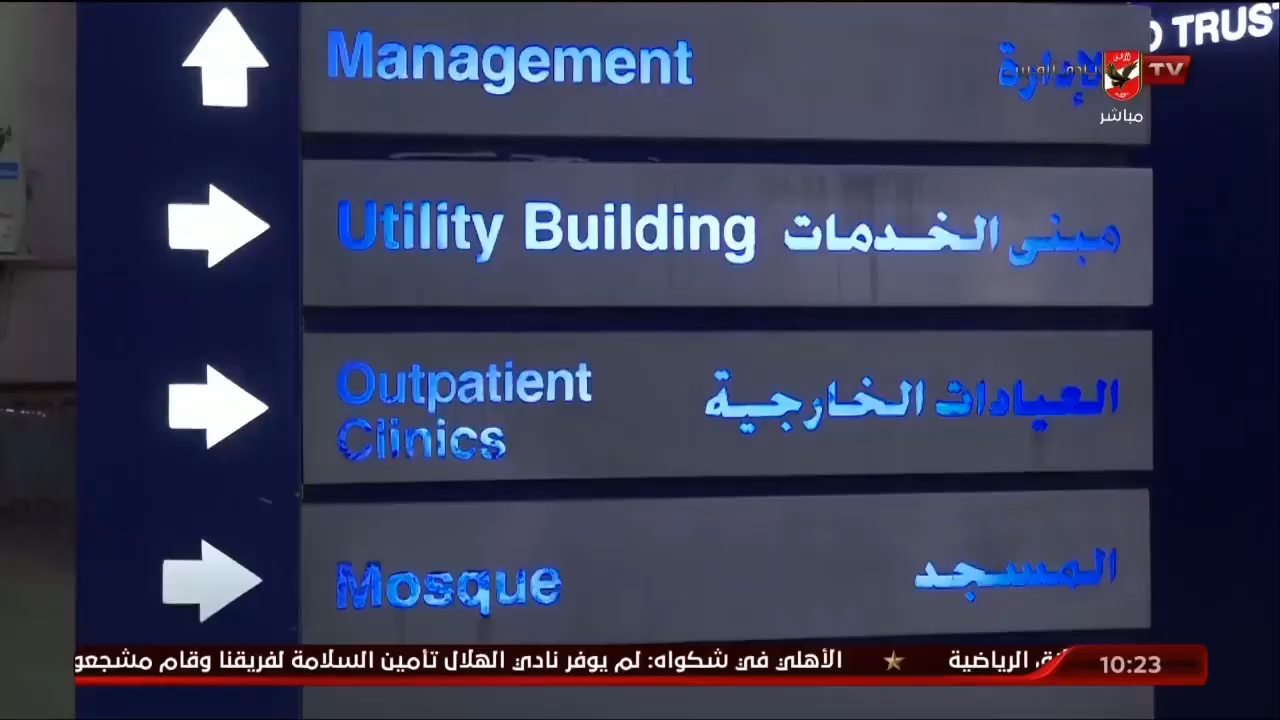 TRUST
TV
مباشر
Management الإدارة
Utility Building مبنى الخدمات
Outpatient
Clinics
العيادات الخارجية
Mosque المسجد
الرياضية ★ الأهلي في شكواه: لم يوفر نادي الهلال تأمين السلامة لفريقنا وقام مشجعو
10:23